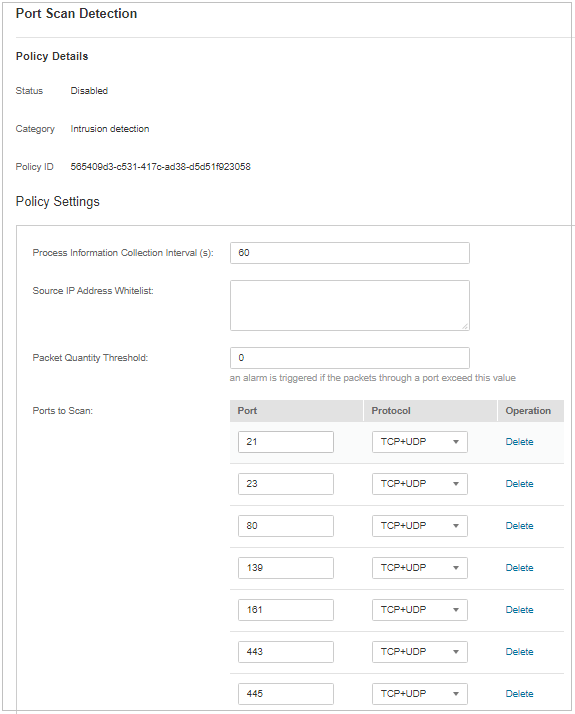 Port Scan Detection
Policy Details
Status Disabled
Category Intrusion detection
Policy ID 565409d3-c531-417c-ad38-d5d51f923058
Policy Settings
Process Information Collection Interval (s): 60
Source IP Address Whitelist:
Packet Quantity Threshold: 0
an alarm is triggered if the packets through a port exceed this value
Ports to Scan: Port Protocol Operation
21 TCP+UDP Delete
23 TCP+UDP Delete
80 TCP+UDP Delete
139 TCP+UDP Delete
161 TCP+UDP Delete
443 TCP+UDP Delete
445 TCP+UDP Delete